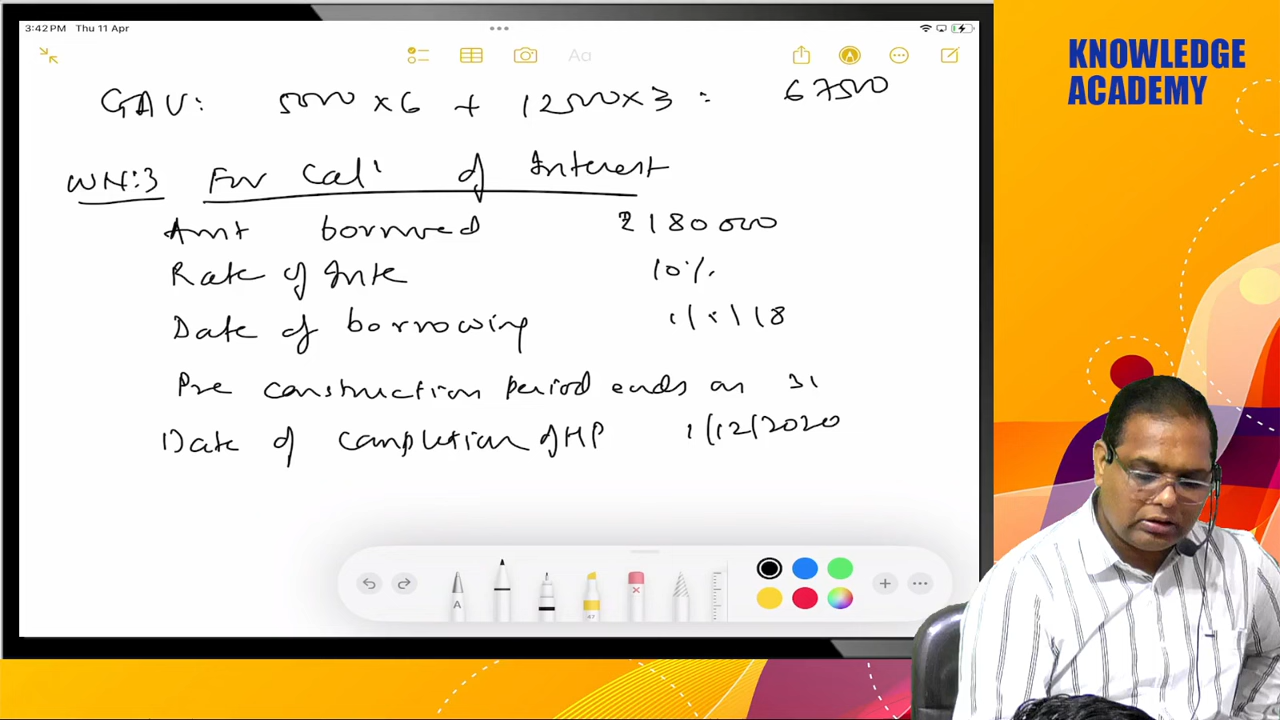 3:42 PM Thu 11 Apr
KNOWLEDGE
ACADEMY
GAV: 5000 x 6 + 12500 x 3 = 67500
WN:3 For Cal' of Interest
Amt borrowed ₹180000
Rate of Inte 10%
Date of borrowing 1/1/18
Pre construction period ends on 31
Date of completion of HP 1/12/2020